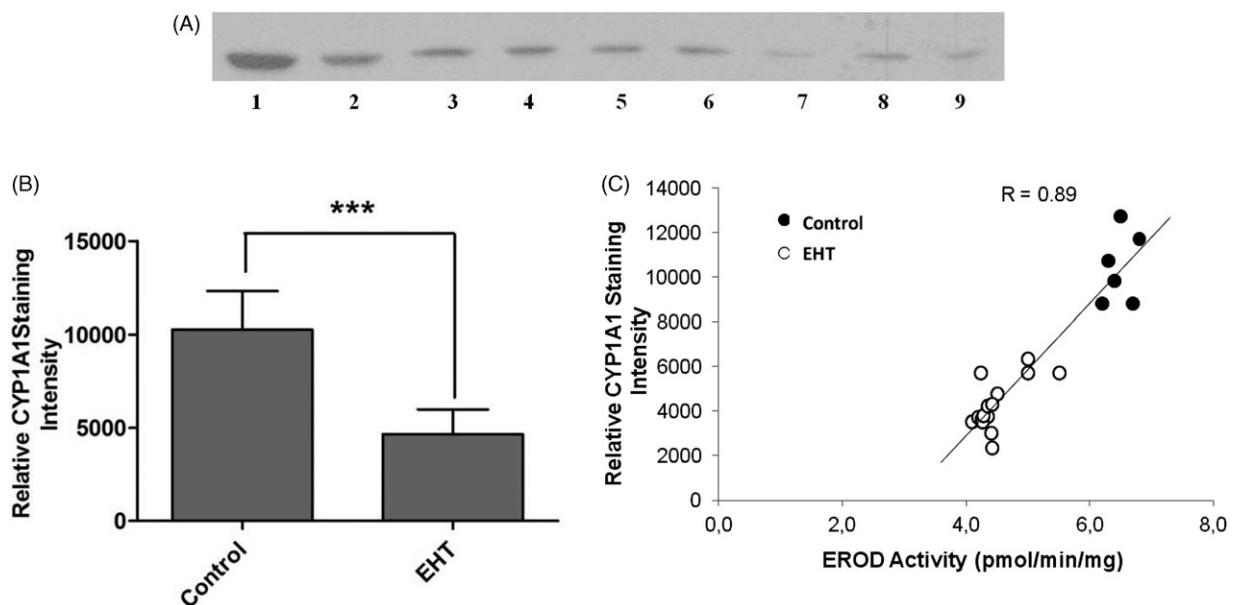 (A)
1 2 3 4 5 6 7 8 9
(B)
***
Relative CYP1A1Staining
Intensity
15000
10000
5000
0
Control
EHT
(C)
R = 0.89
Control
EHT
Relative CYP1A1 Staining
Intensity
14000
12000
10000
8000
6000
4000
2000
0
0,0 2,0 4,0 6,0 8,0
EROD Activity (pmol/min/mg)